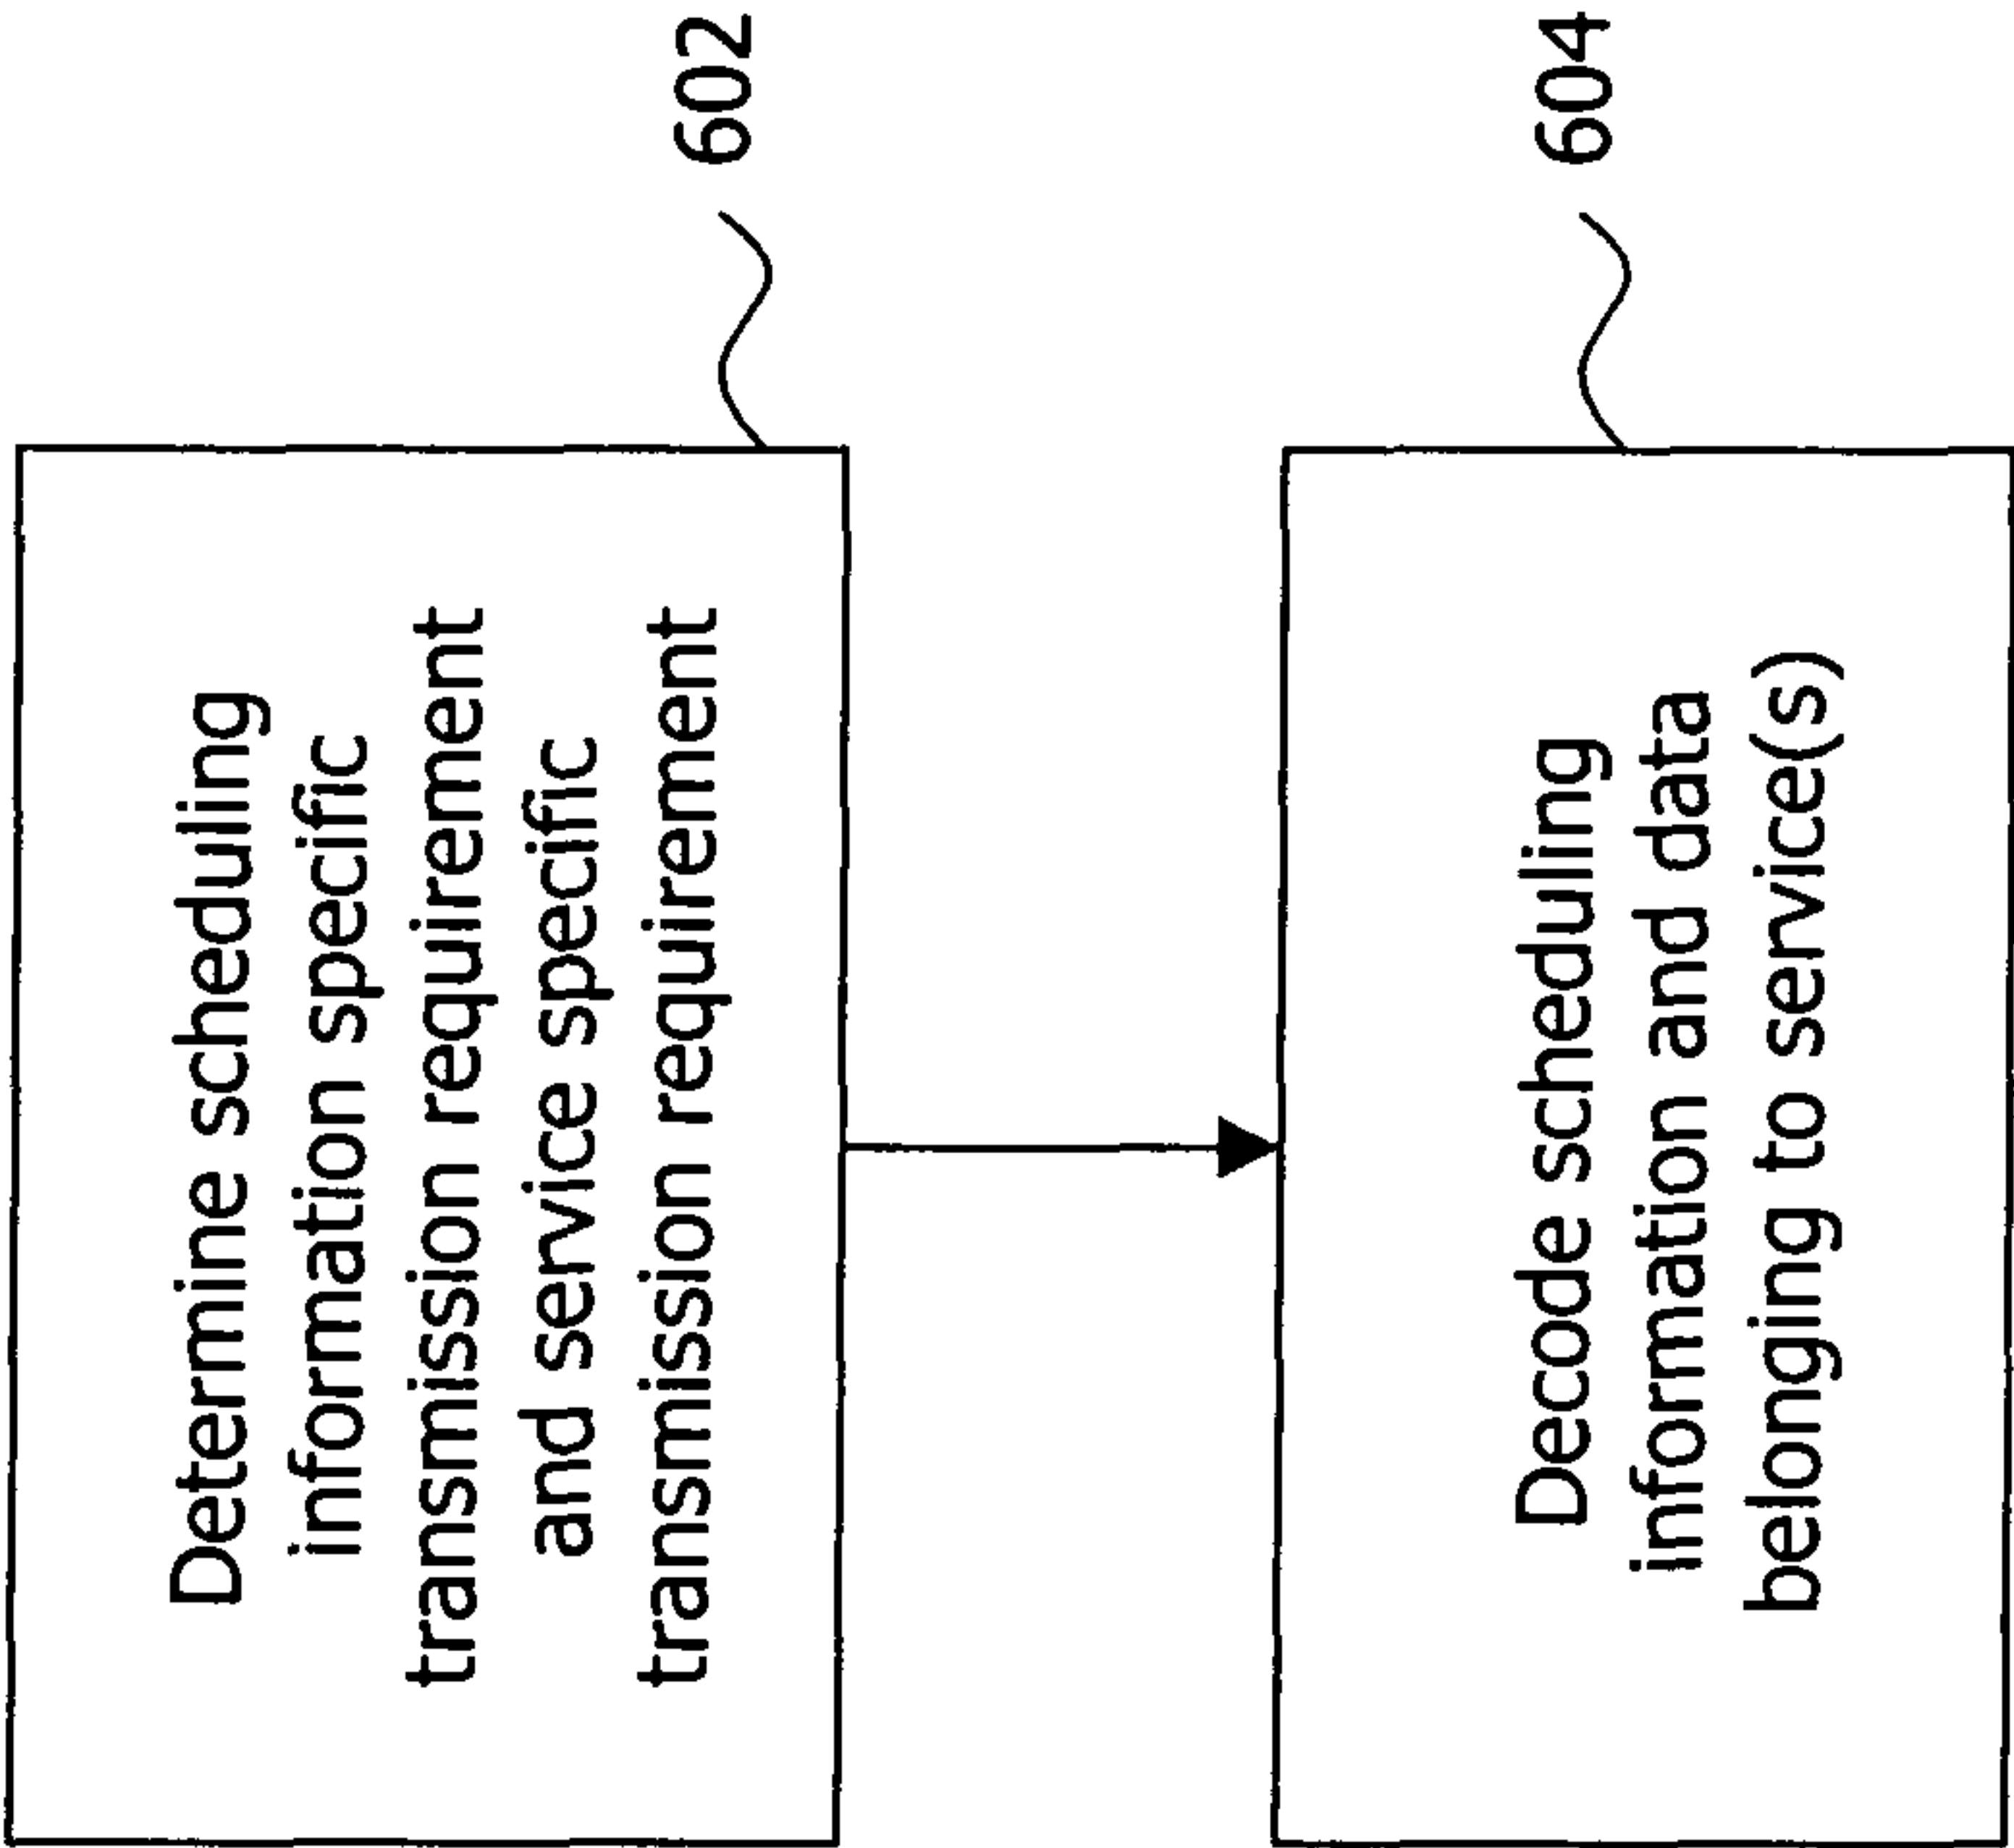 Determine scheduling
information specific
transmission requirement
and service specific
transmission requirement
602
Decode scheduling
information and data
belonging to service(s)
604